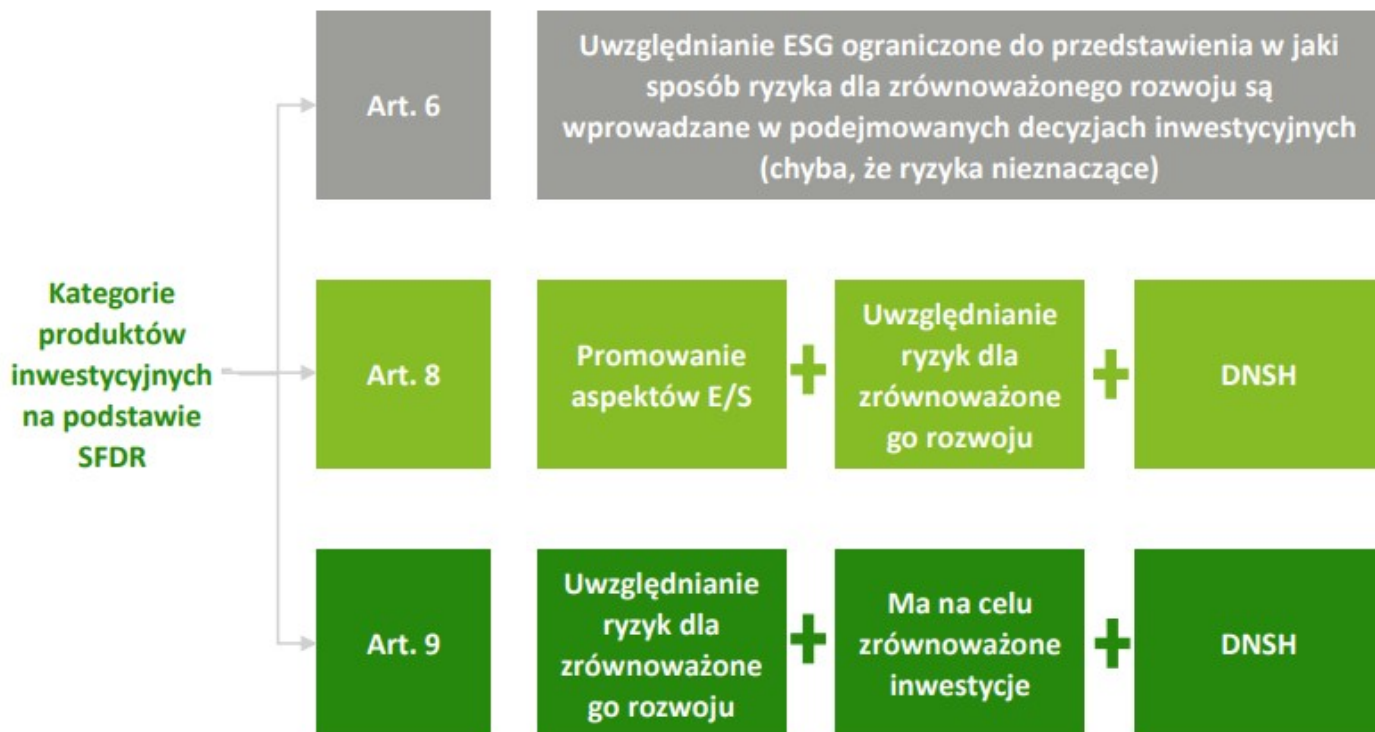 Art. 6
Uwzględnianie ESG ograniczone do przedstawienia w jaki
sposób ryzyka dla zrównoważonego rozwoju są
wprowadzane w podejmowanych decyzjach inwestycyjnych
(chyba, że ryzyka nieznaczące)
Kategorie
produktów
inwestycyjnych
na podstawie
SFDR
Art. 8
Promowanie
aspektów E/S
+
Uwzględnianie
ryzyk dla
zrównoważone
go rozwoju
+
DNSH
Art. 9
Uwzględnianie
ryzyk dla
zrównoważone
go rozwoju
+
Ma na celu
zrównoważone
inwestycje
+
DNSH